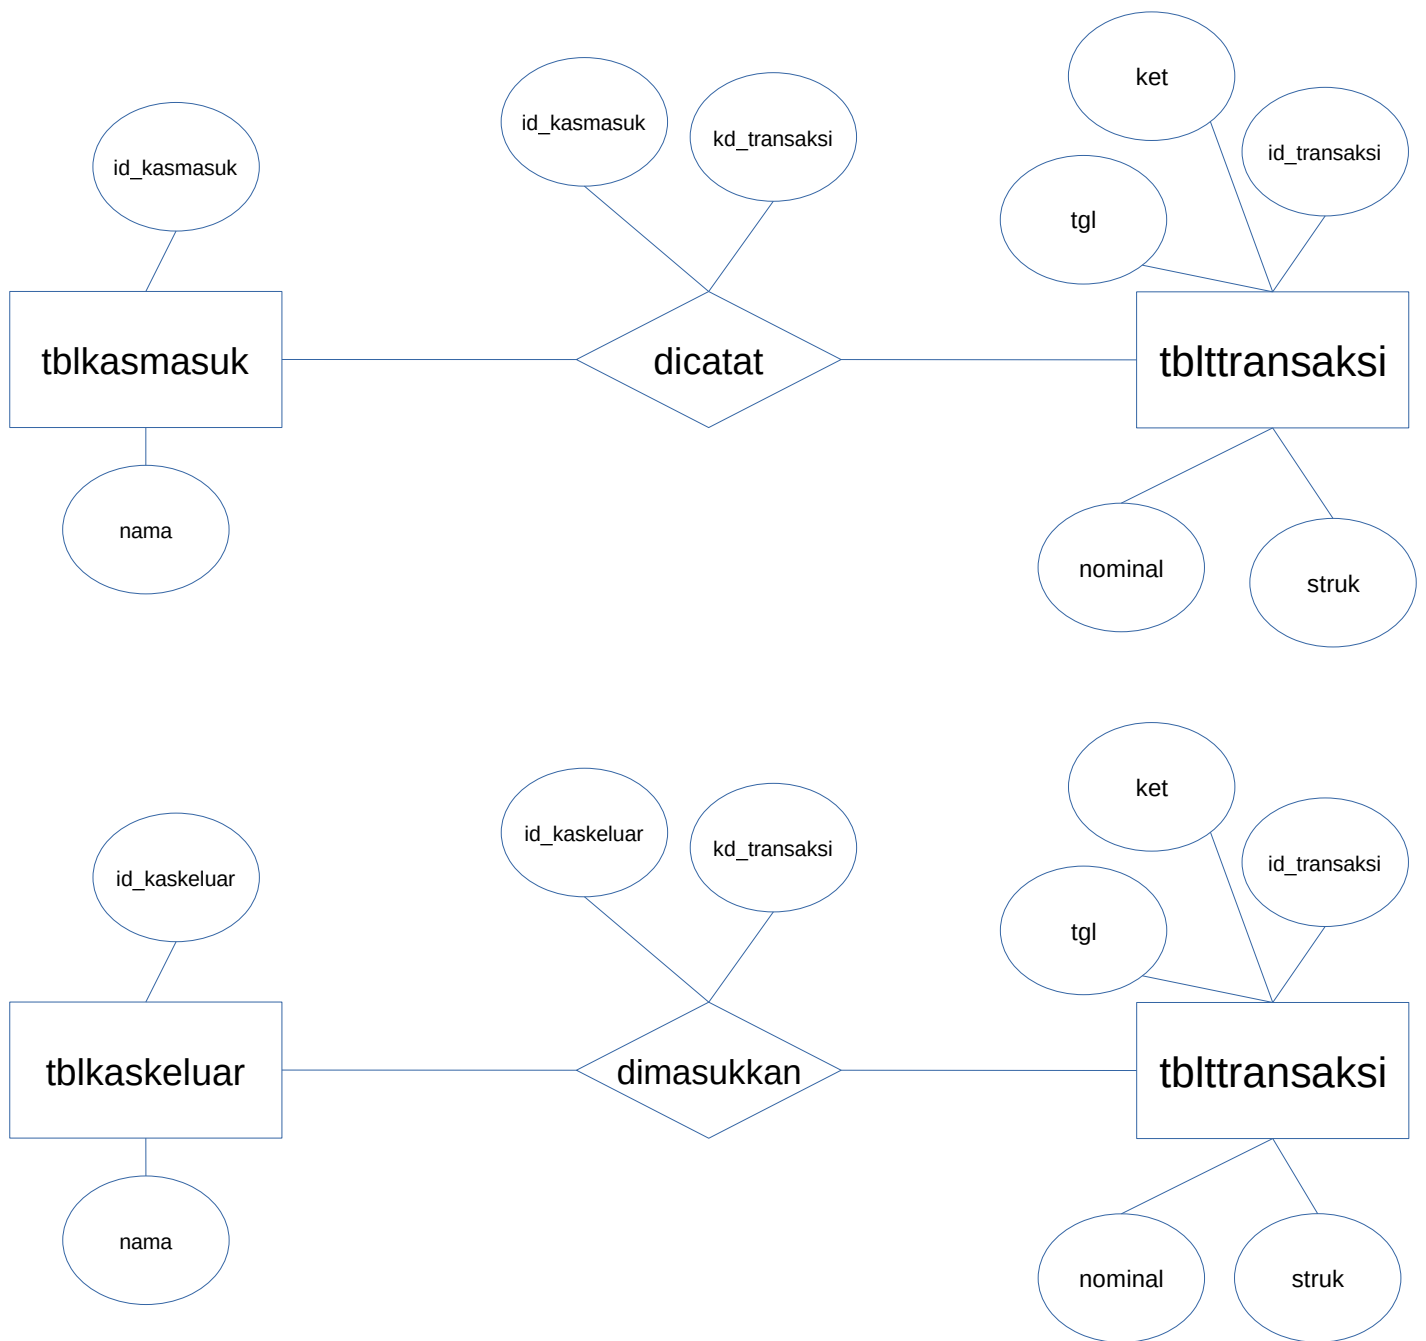 ket
id_kasmasuk
kd_transaksi
id_transaksi
id_kasmasuk
tgl
tblkasmasuk
dicatat
tblttransaksi
nama
nominal
struk
ket
id_kaskeluar
kd_transaksi
id_transaksi
id_kaskeluar
tgl
tblkaskeluar
dimasukkan
tblttransaksi
nama
nominal
struk